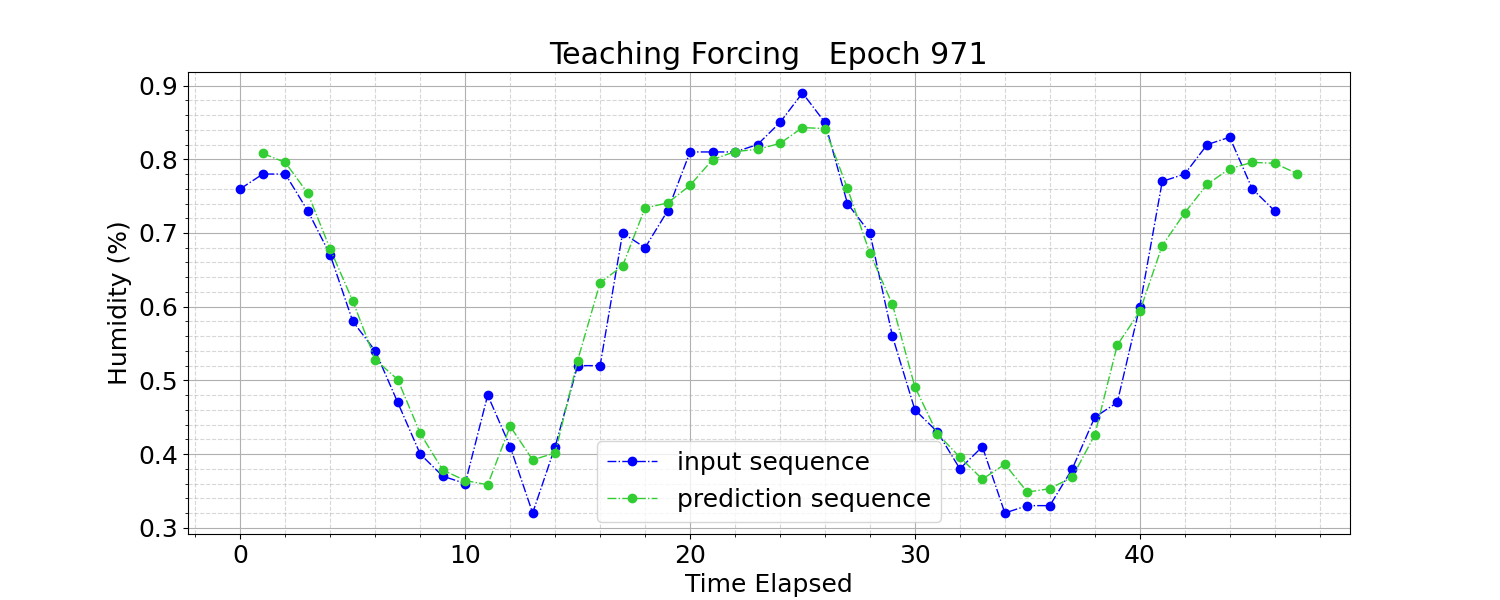 Teaching Forcing   Epoch 971
Humidity (%)
0.9
0.8
0.7
0.6
0.5
0.4
0.3
input sequence
prediction sequence
0 10 20 30 40
Time Elapsed